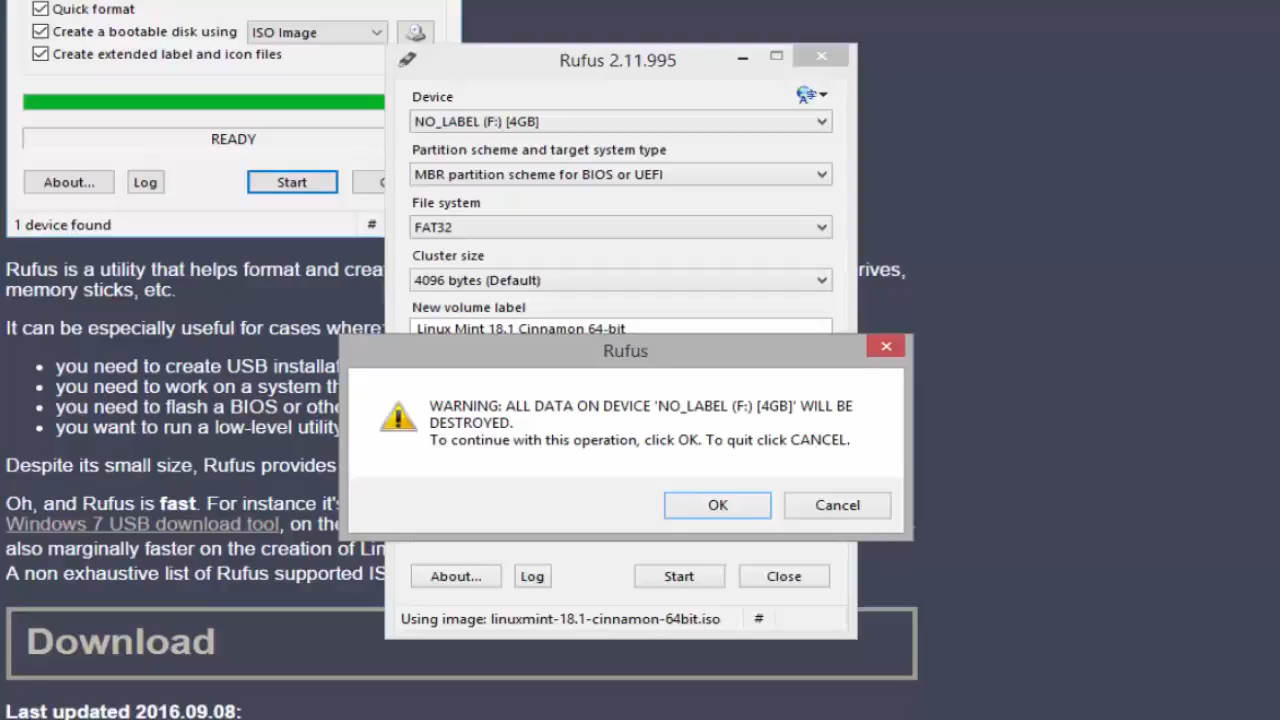 Quick format
Create a bootable disk using
ISO Image
Create extended label and icon files
READY
About...
Log
Start
1 device found
#
Rufus 2.11.995
Device
NO_LABEL (F:) [4GB]
Partition scheme and target system type
MBR partition scheme for BIOS or UEFI
File system
FAT32
Cluster size
4096 bytes (Default)
New volume label
Linux Mint 18.1 Cinnamon 64-bit
Rufus
WARNING: ALL DATA ON DEVICE 'NO_LABEL (F:) [4GB]' WILL BE
DESTROYED.
To continue with this operation, click OK. To quit click CANCEL.
OK
Cancel
About...
Log
Start
Close
Using image: linuxmint-18.1-cinnamon-64bit.iso
#
Rufus is a utility that helps format and
memory sticks, etc.
It can be especially useful for cases where
you need to create USB
you need to work on a system
you need to flash a BIOS or
you want to run a low-level utility
Despite its small size, Rufus provides
Oh, and Rufus is fast. For instance it's
Windows 7 USB download tool, on the
also marginally faster on the creation of
A non exhaustive list of Rufus supported
Download
Last updated 2016.09.08: